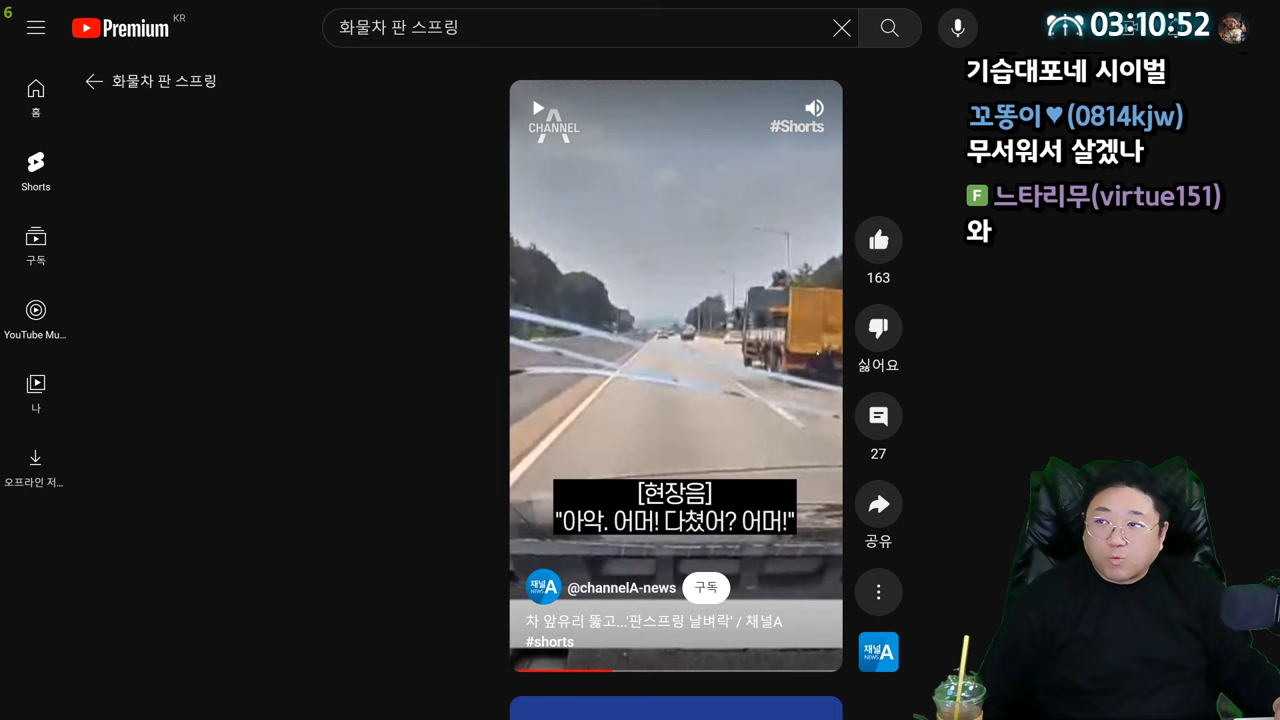 6
Premium KR
화물차 판 스프링
03:10:52
화물차 판 스프링
홈
Shorts
구독
YouTube Mu...
나
오프라인 저...
CHANNEL A
#Shorts
[현장음]
"아악. 어머! 다쳤어? 어머!"
채널A NEWS
@channelA-news
구독
차 앞유리 뚫고...'판스프링 날벼락' / 채널A
#shorts
163
싫어요
27
공유
채널A
NEWS
기습대포네 시이벌
꼬똥이♥(0814kjw)
무서워서 살겠나
F 느타리무(virtue151)
와